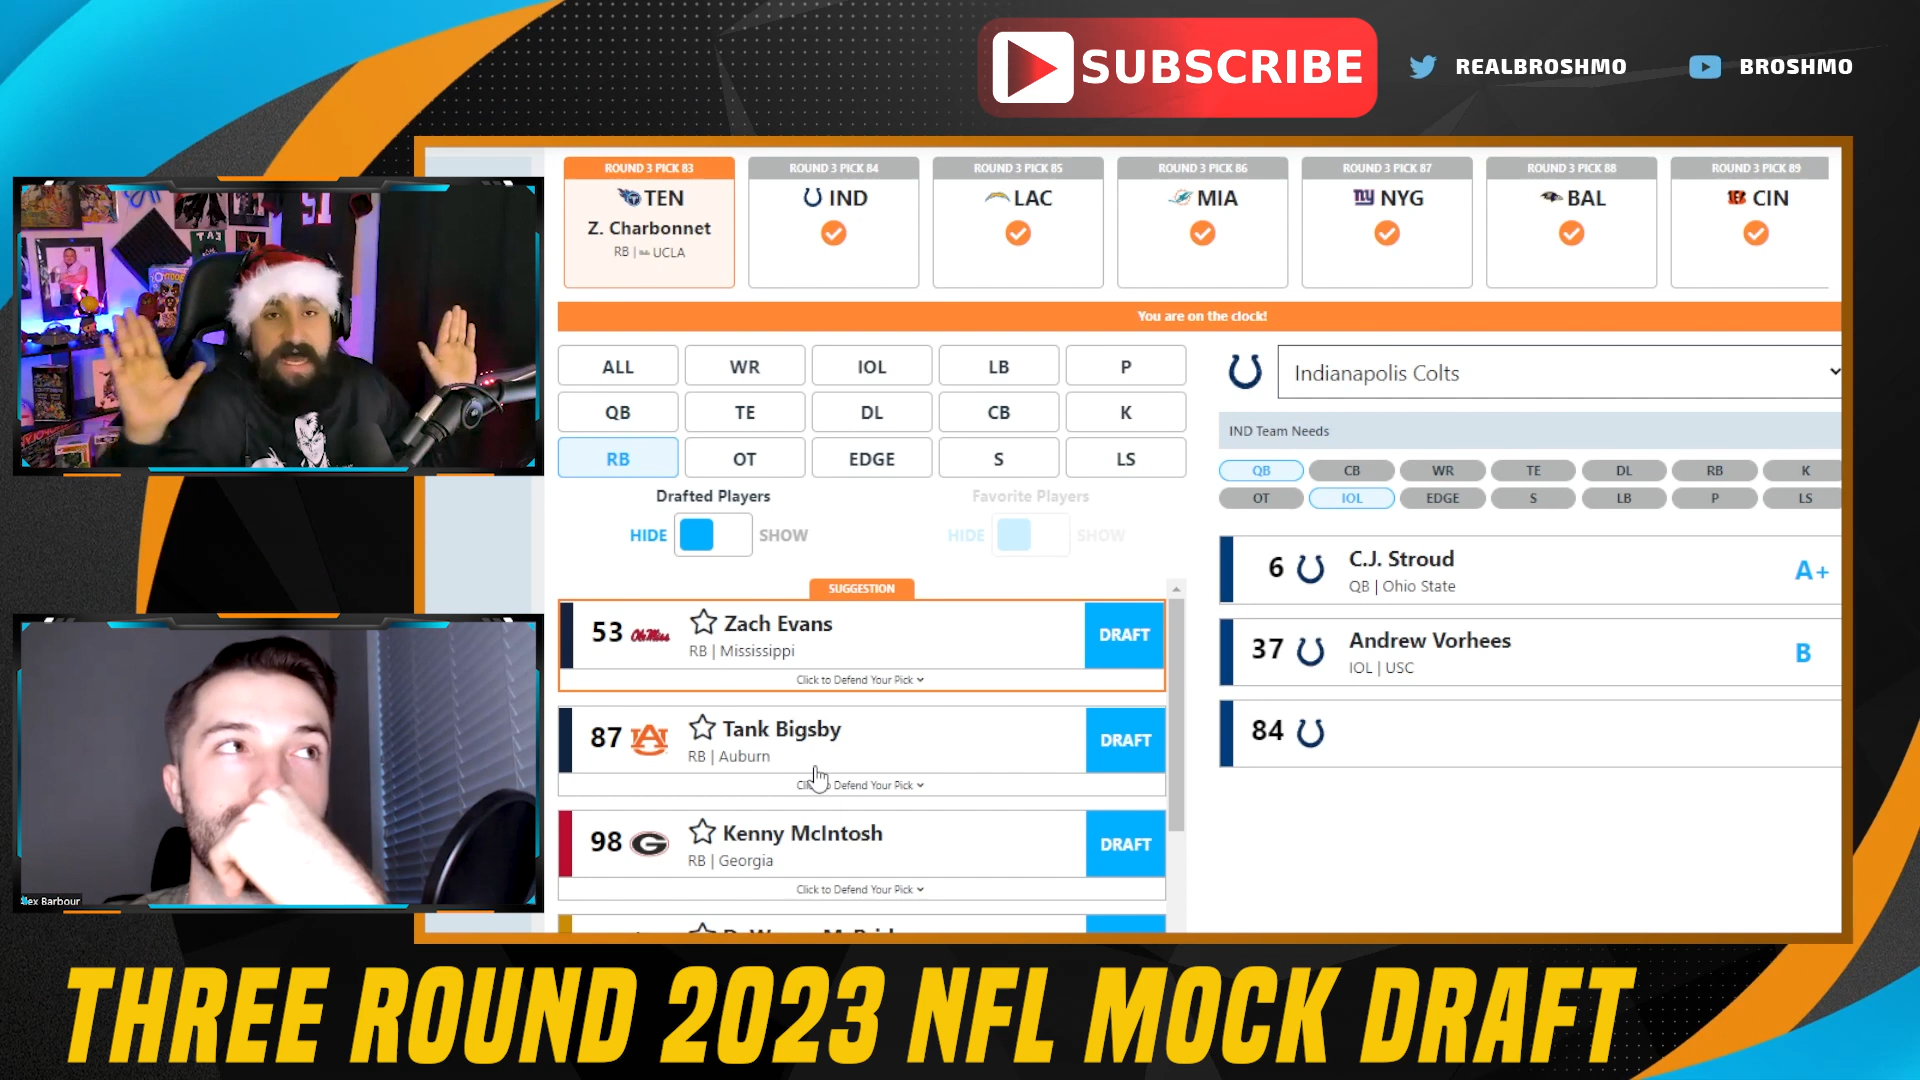 SUBSCRIBE
REALBROSHMO
BROSHMO
ROUND 3 PICK 83
TEN
Z. Charbonnet
RB | UCLA
ROUND 3 PICK 84
IND
ROUND 3 PICK 85
LAC
ROUND 3 PICK 86
MIA
ROUND 3 PICK 87
NYG
ROUND 3 PICK 88
BAL
ROUND 3 PICK 89
CIN
You are on the clock!
ALL WR IOL LB P
QB TE DL CB K
RB OT EDGE S LS
Drafted Players
HIDE SHOW
Favorite Players
HIDE SHOW
SUGGESTION
53 Ole Miss Zach Evans
RB | Mississippi
DRAFT
Click to Defend Your Pick
87 Tank Bigsby
RB | Auburn
DRAFT
Defend Your Pick
98 Kenny McIntosh
RB | Georgia
DRAFT
Click to Defend Your Pick
Indianapolis Colts
IND Team Needs
QB CB WR TE DL RB K
OT IOL EDGE S LB P LS
6 C.J. Stroud
QB | Ohio State
A+
37 Andrew Vorhees
IOL | USC
B
84
Barbour
THREE ROUND 2023 NFL MOCK DRAFT